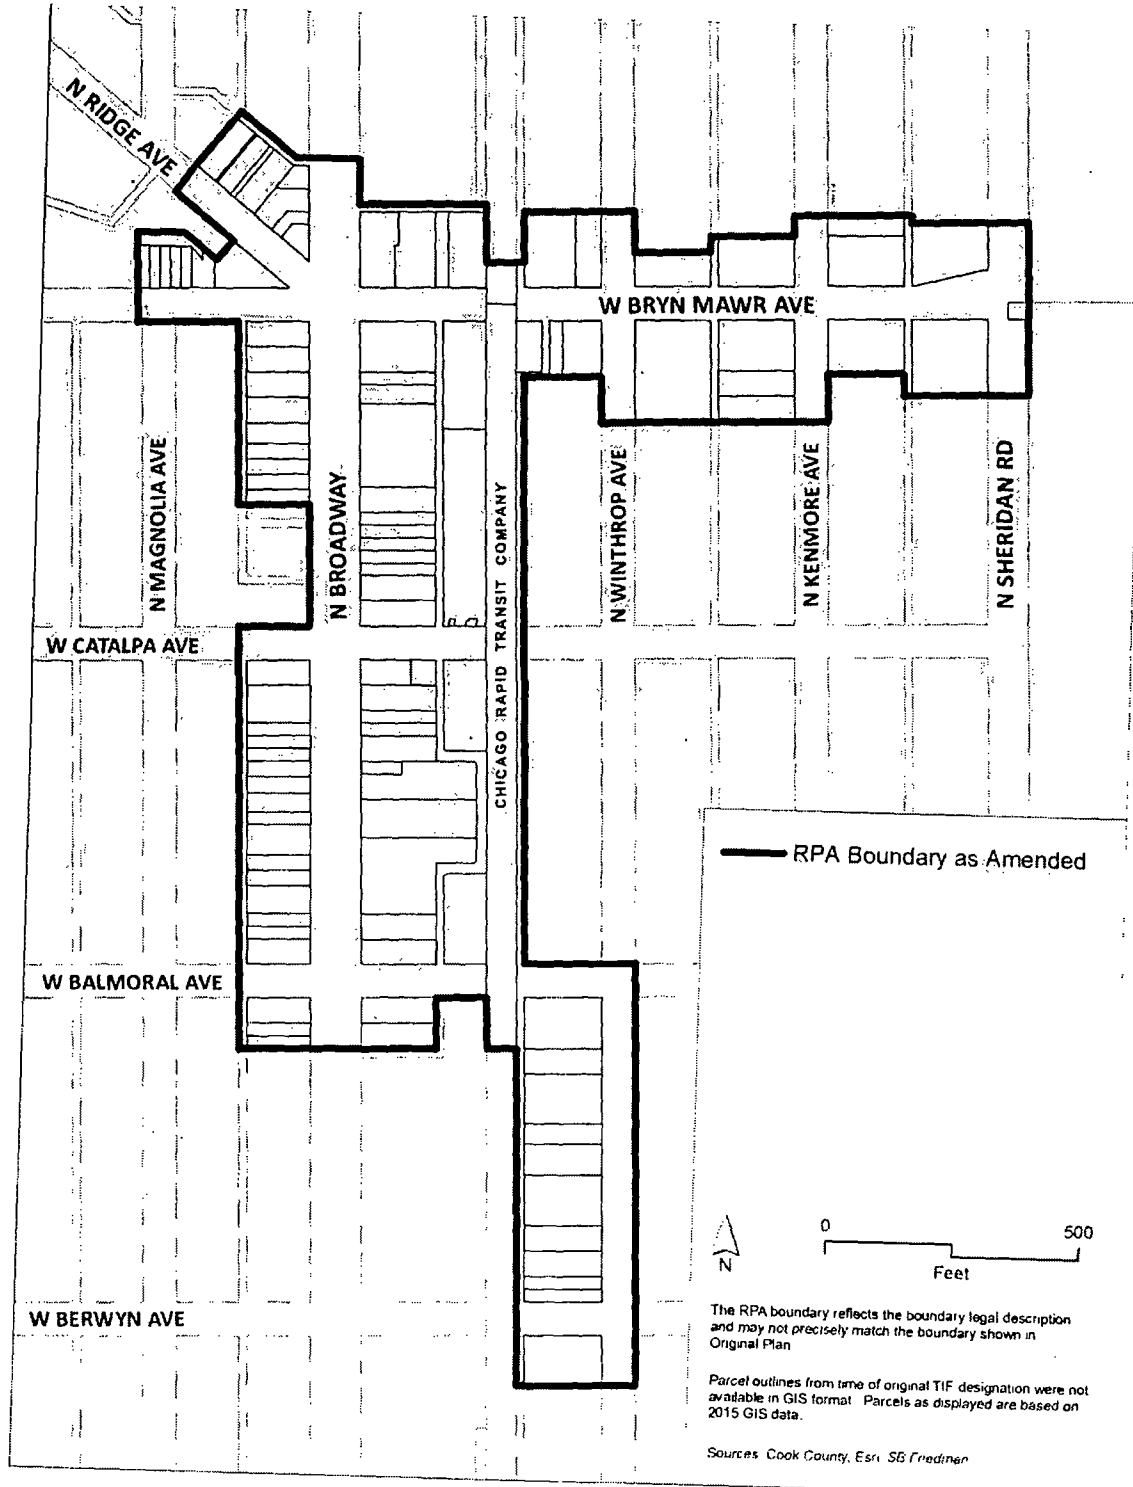 N RIDGE AVE
W BRYN MAWR AVE
N MAGNOLIA AVE
N BROADWAY
CHICAGO RAPID TRANSIT COMPANY
N WINTHROP AVE
N KENMORE AVE
N SHERIDAN RD
W CATALPA AVE
RPA Boundary as Amended
W BALMORAL AVE
0 500
Feet
N
W BERWYN AVE
The RPA boundary reflects the boundary legal description
and may not precisely match the boundary shown in
Original Plan
Parcel outlines from time of original TIF designation were not
available in GIS format Parcels as displayed are based on
2015 GIS data.
Sources Cook County, Esri SB Friedman